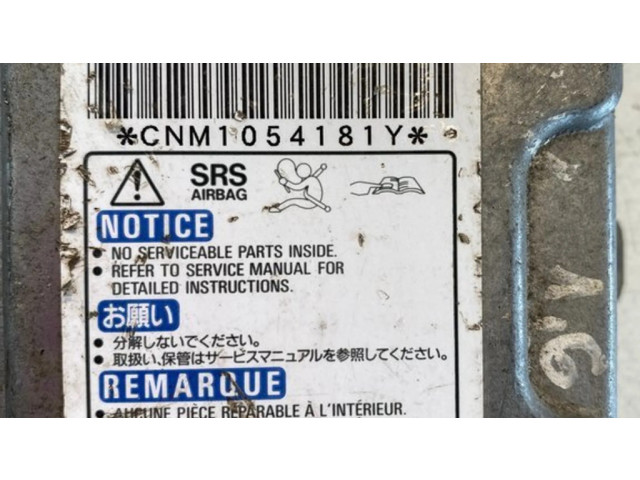 *CNM1054181Y*
SRS
AIRBAG
NOTICE
• NO SERVICEABLE PARTS INSIDE.
• REFER TO SERVICE MANUAL FOR
DETAILED INSTRUCTIONS.
お願い
• 分解しないでください。
• 取扱い、保管はサービスマニュアルを参照してください。
REMARQUE
• AUCUNE PIÈCE RÉPARABLE À L'INTÉRIEUR.